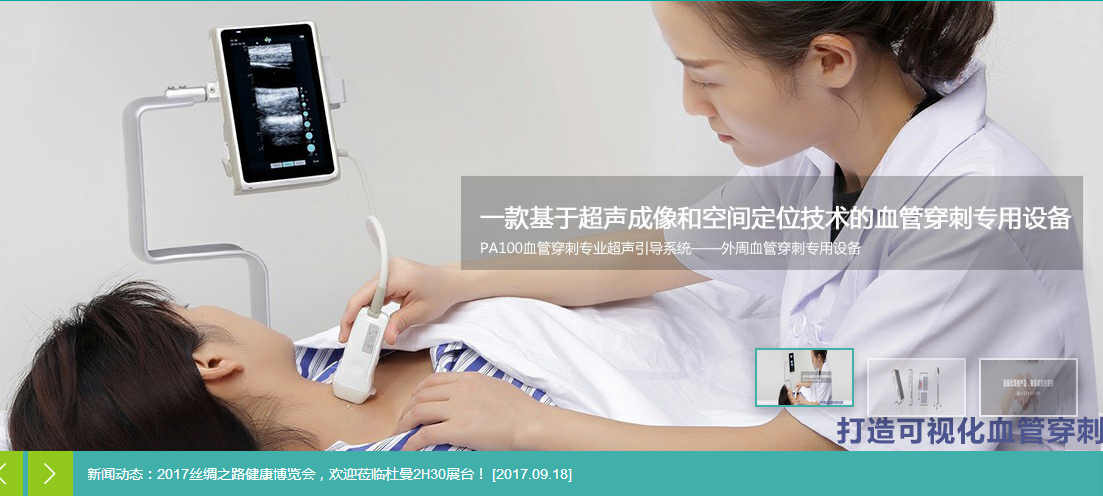 一款基于超声成像和空间定位技术的血管穿刺专用设备
PA100血管穿刺专业超声引导系统——外周血管穿刺专用设备
打造可视化血管穿刺
新闻动态：2017丝绸之路健康博览会，欢迎莅临杜曼2H30展台！ [2017.09.18]